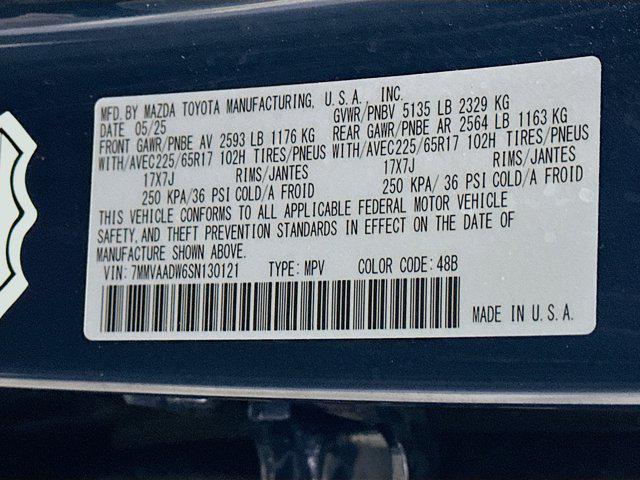 MFD. BY MAZDA TOYOTA MANUFACTURING, U.S.A., INC.
DATE 05/25 GVWR/PNBV 5135 LB 2329 KG
FRONT GAWR/PNBE AV 2593 LB 1176 KG REAR GAWR/PNBE AR 2564 LB 1163 KG
WITH/AVEC225/65R17 102H TIRES/PNEUS WITH/AVEC225/65R17 102H TIRES/PNEUS
17X7J RIMS/JANTES 17X7J RIMS/JANTES
250 KPA/36 PSI COLD/A FROID 250 KPA/ 36 PSI COLD/A FROID
THIS VEHICLE CONFORMS TO ALL APPLICABLE FEDERAL MOTOR VEHICLE
SAFETY, AND THEFT PREVENTION STANDARDS IN EFFECT ON THE DATE OF
MANUFACTURE SHOWN ABOVE.
VIN: 7MMVAADW6SN130121 TYPE: MPV COLOR CODE: 48B
MADE IN U.S.A.